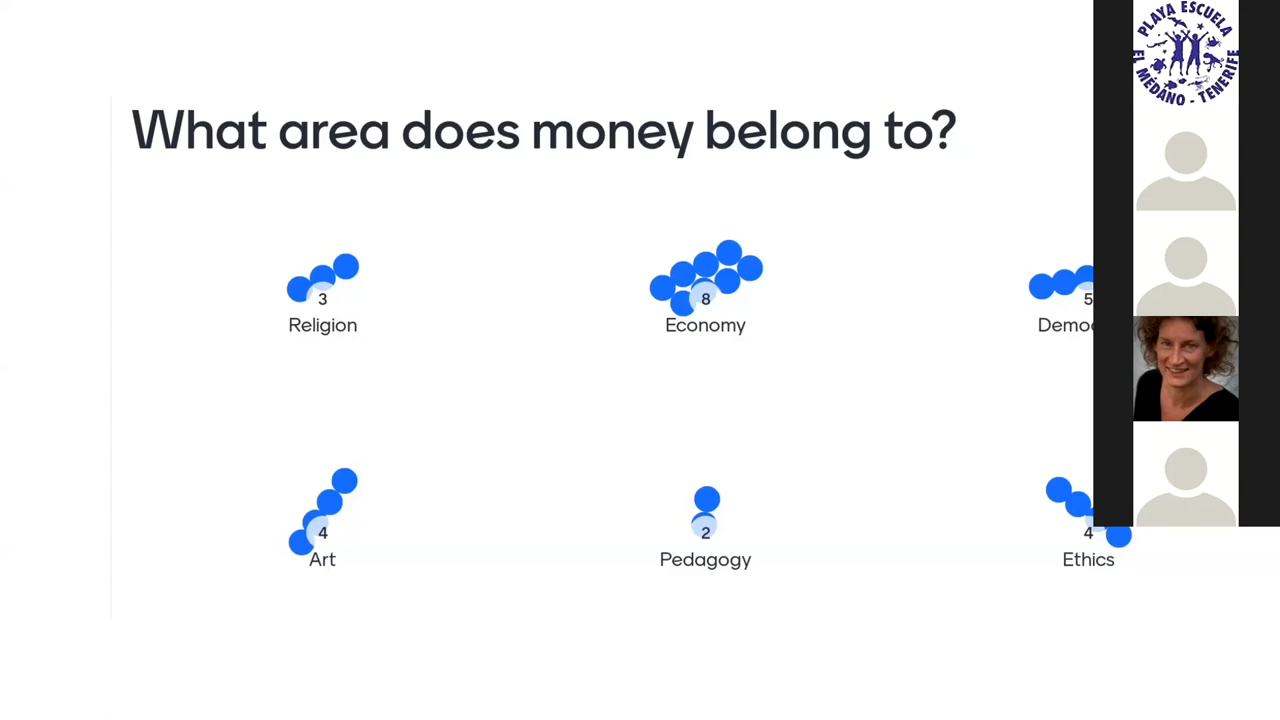 PLAYA ESCUELA
EL MÉDANO - TENERIFE
What area does money belong to?
3
8
5
Religion
Economy
4
2
4
Art
Pedagogy
Ethics